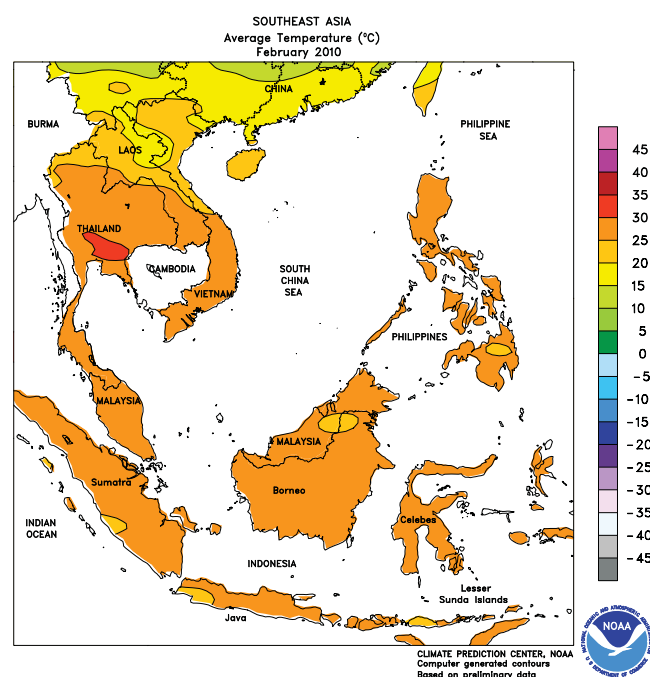 SOUTHEAST ASIA
Average Temperature (°C)
February 2010
CHINA
BURMA
PHILIPPINE
SEA
LAOS
THAILAND
CAMBODIA
SOUTH
CHINA
SEA
VIETNAM
PHILIPPINES
MALAYSIA
MALAYSIA
Sumatra
Borneo
INDIAN
OCEAN
Celebes
INDONESIA
Lesser
Sunda Islands
Java
45
40
35
30
25
20
15
10
5
0
-5
-10
-15
-20
-25
-30
-35
-40
-45
NOAA
CLIMATE PREDICTION CENTER, NOAA
Computer generated contours
Based on preliminary data